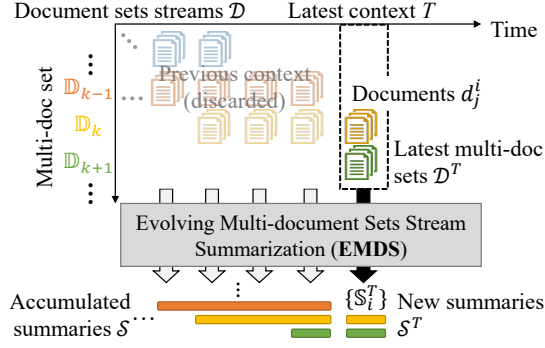 Document sets streams 𝒟
Latest context T
Time
Multi-doc set
⋮
𝔻k−1
𝔻k
𝔻k+1
⋮
...
Previous context
(discarded)
Documents d_j^i
Latest multi-doc
sets 𝒟^T
Evolving Multi-document Sets Stream
Summarization (EMDS)
Accumulated
summaries 𝒮
...
⋮
{𝕊_i^T}
New summaries
𝒮^T